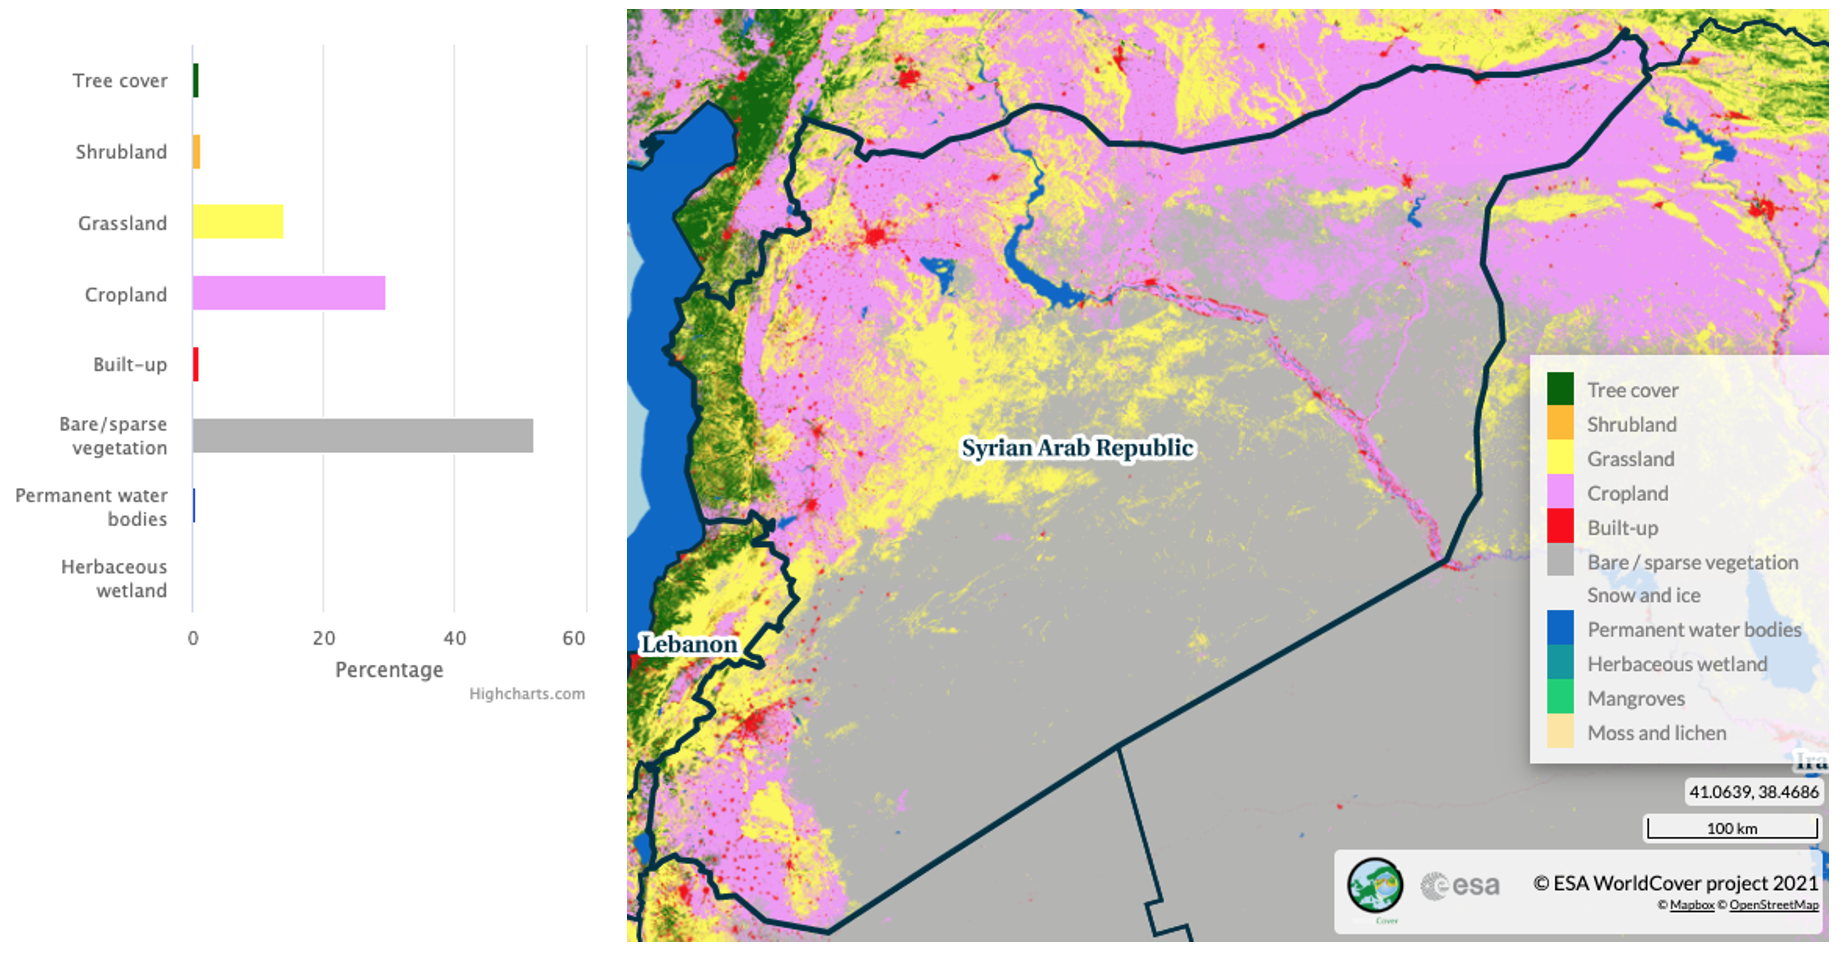 Tree cover
Shrubland
Grassland
Cropland
Built-up
Bare/sparse
vegetation
Permanent water
bodies
Herbaceous
wetland
0 20 40 60
Percentage
Highcharts.com
Syrian Arab Republic
Lebanon
Tree cover
Shrubland
Grassland
Cropland
Built-up
Bare / sparse vegetation
Snow and ice
Permanent water bodies
Herbaceous wetland
Mangroves
Moss and lichen
41.0639, 38.4686
100 km
Cover
esa
© ESA WorldCover project 2021
© Mapbox © OpenStreetMap